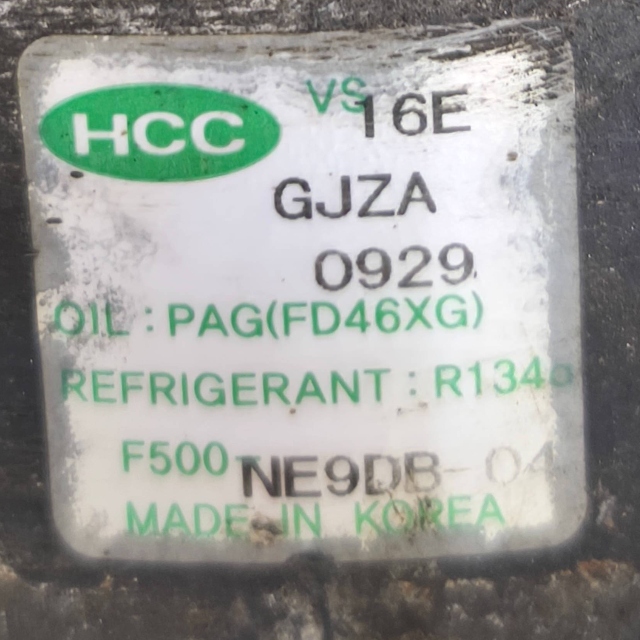 HCC VS16E
GJZA
0929
OIL : PAG(FD46XG)
REFRIGERANT : R134a
F500-NE9DB-04
MADE IN KOREA